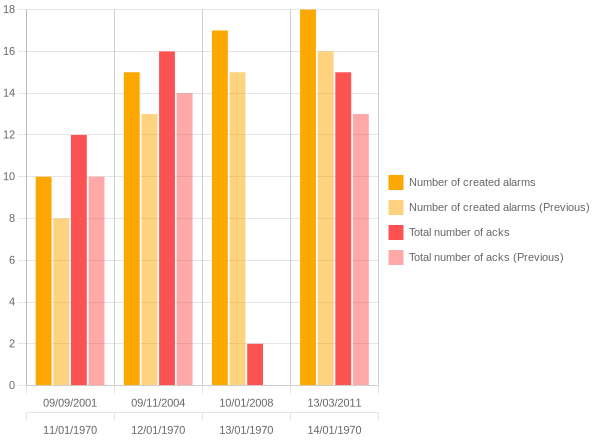 18
16
14
12
10
8
6
4
2
0
Number of created alarms
Number of created alarms (Previous)
Total number of acks
Total number of acks (Previous)
09/09/2001 09/11/2004 10/01/2008 13/03/2011
11/01/1970 12/01/1970 13/01/1970 14/01/1970